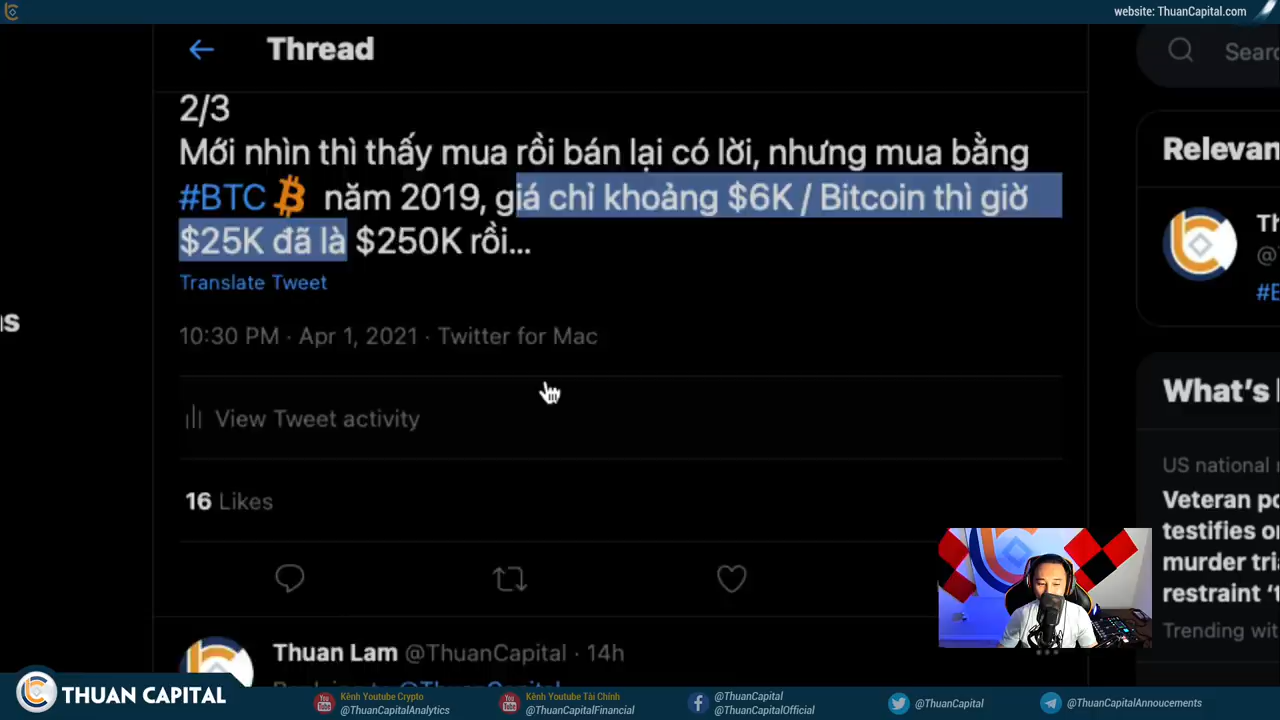 website: ThuanCapital.com
Thread
2/3
Mới nhìn thì thấy mua rồi bán lại có lời, nhưng mua bằng
#BTC năm 2019, giá chỉ khoảng $6K / Bitcoin thì giờ
$25K đã là $250K rồi...
Translate Tweet
10:30 PM · Apr 1, 2021 · Twitter for Mac
View Tweet activity
16 Likes
Thuan Lam @ThuanCapital · 14h
Relevan
What's
US national
Veteran po
testifies o
murder tria
restraint 't
Trending wit
THUAN CAPITAL
Kênh Youtube Crypto
@ThuanCapitalAnalytics
Kênh Youtube Tài Chính
@ThuanCapitalFinancial
@ThuanCapital
@ThuanCapitalOfficial
@ThuanCapital
@ThuanCapitalAnnoucements